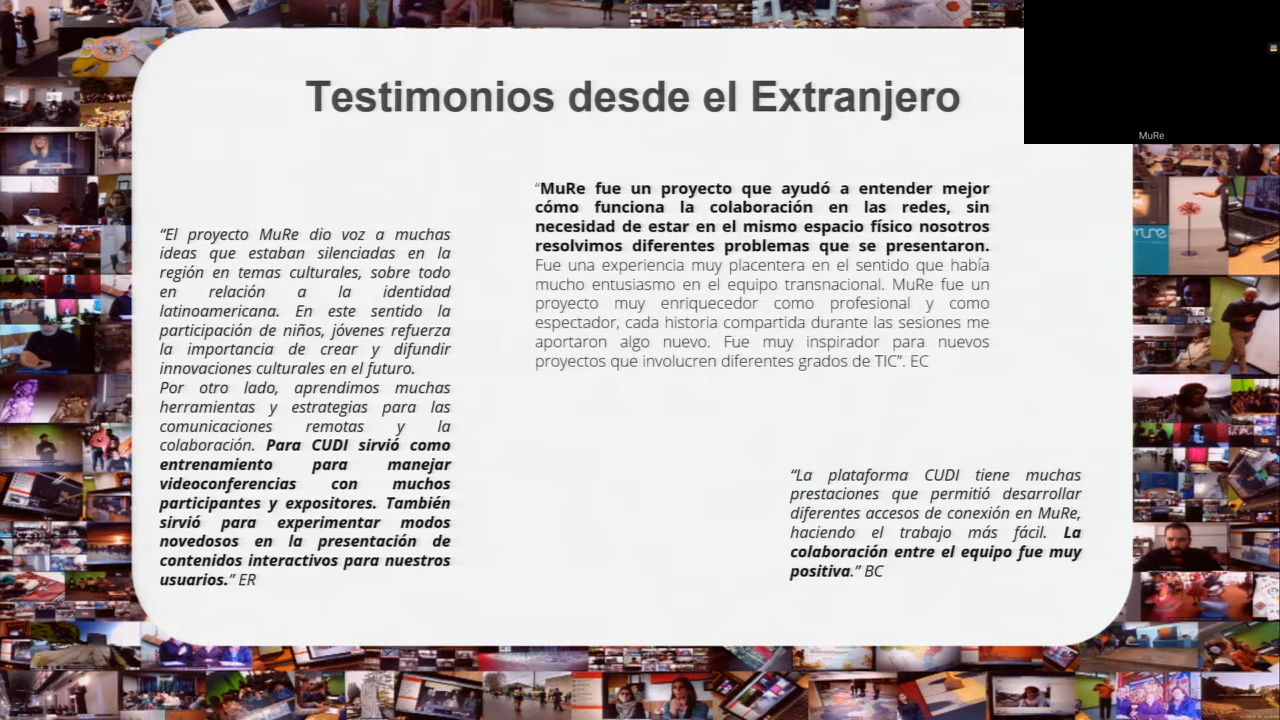 Testimonios desde el Extranjero
MuRe
“El proyecto MuRe dio voz a muchas
ideas que estaban silenciadas en la
región en temas culturales, sobre todo
en relación a la identidad
latinoamericana. En este sentido la
participación de niños, jóvenes refuerza
la importancia de crear y difundir
innovaciones culturales en el futuro.
Por otro lado, aprendimos muchas
herramientas y estrategias para las
comunicaciones remotas y la
colaboración. Para CUDI sirvió como
entrenamiento para manejar
videoconferencias con muchos
participantes y expositores. También
sirvió para experimentar modos
novedosos en la presentación de
contenidos interactivos para nuestros
usuarios.” ER
“MuRe fue un proyecto que ayudó a entender mejor
cómo funciona la colaboración en las redes, sin
necesidad de estar en el mismo espacio físico nosotros
resolvimos diferentes problemas que se presentaron.
Fue una experiencia muy placentera en el sentido que había
mucho entusiasmo en el equipo transnacional. MuRe fue un
proyecto muy enriquecedor como profesional y como
espectador, cada historia compartida durante las sesiones me
aportaron algo nuevo. Fue muy inspirador para nuevos
proyectos que involucren diferentes grados de TIC”. EC
“La plataforma CUDI tiene muchas
prestaciones que permitió desarrollar
diferentes accesos de conexión en MuRe,
haciendo el trabajo más fácil. La
colaboración entre el equipo fue muy
positiva.” BC